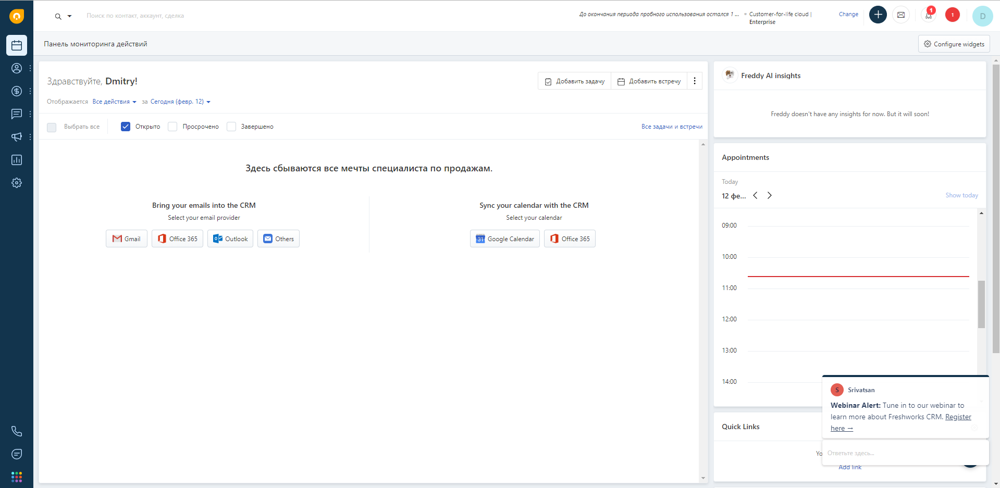 Поиск по контакт, аккаунт, сделка
До окончания периода пробного использования остался 1 ...
Customer-for-life cloud |
Enterprise
Change
1
1
D
Панель мониторинга действий
Configure widgets
Здравствуйте, Dmitry!
Добавить задачу
Добавить встречу
Отображается Все действия за Сегодня (февр. 12)
Выбрать все
Открыто
Просрочено
Завершено
Все задачи и встречи
Здесь сбываются все мечты специалиста по продажам.
Bring your emails into the CRM
Select your email provider
Gmail
Office 365
Outlook
Others
Sync your calendar with the CRM
Select your calendar
31 Google Calendar
Office 365
Freddy AI insights
Freddy doesn't have any insights for now. But it will soon!
Appointments
Today
12 фе...
Show today
09:00
10:00
11:00
12:00
13:00
14:00
S Srivatsan
Webinar Alert: Tune in to our webinar to
learn more about Freshworks CRM. Register
here →
Ответьте здесь...
Quick Links
Add link